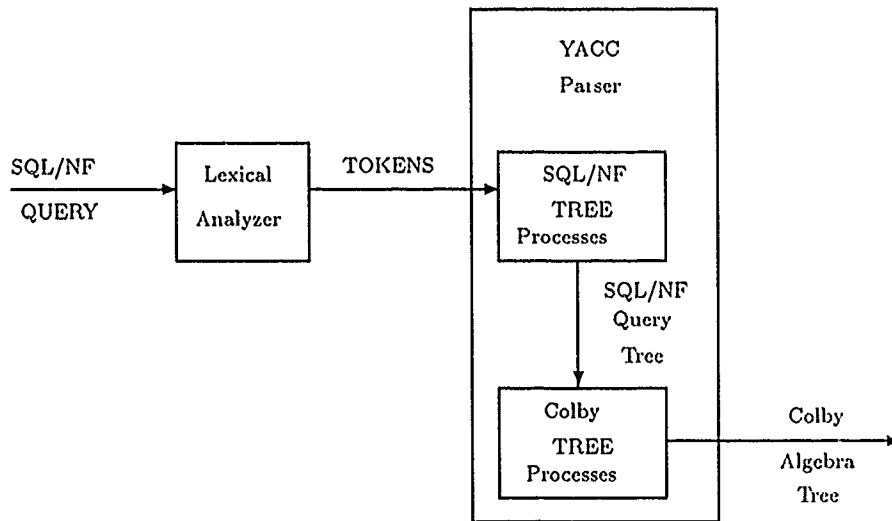 YACC
Parser
SQL/NF
QUERY
Lexical
Analyzer
TOKENS
SQL/NF
TREE
Processes
SQL/NF
Query
Tree
Colby
TREE
Processes
Colby
Algebra
Tree